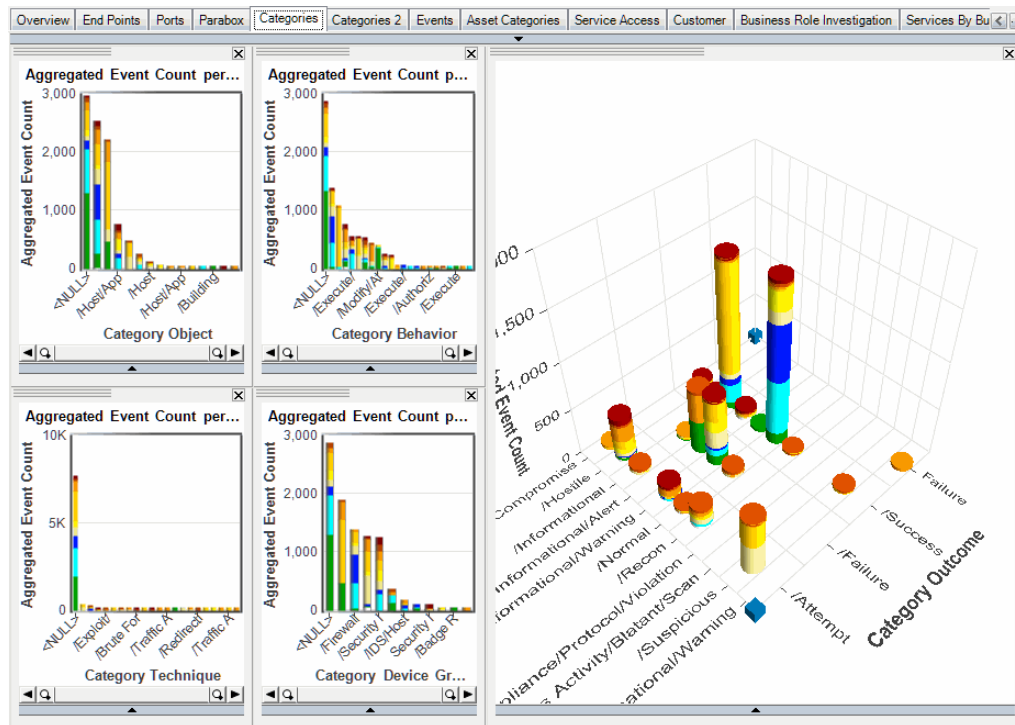 Overview End Points Ports Parabox Categories Categories 2 Events Asset Categories Service Access Customer Business Role Investigation Services By Bu
Aggregated Event Count per...
Aggregated Event Count
3,000
2,000
1,000
0
<NULL>
/Host/App
/Host
/Host/App
/Building
Category Object
Aggregated Event Count p...
Aggregated Event Count
3,000
2,000
1,000
0
<NULL>
/Execute/
/Modify/At
/Execute/
/Authoriz
/Execute
Category Behavior
Aggregated Event Count per...
Aggregated Event Count
10K
5K
0
<NULL>
/Exploit/
/Brute For
/Traffic A
/Redirect/
/Traffic A
Category Technique
Aggregated Event Count p...
Aggregated Event Count
3,000
2,000
1,000
0
<NULL>
/Firewall
/Security I
/IDS/Host
Security I
/Badge R
Category Device Gr...
00
1,500
1,000
500
0
ed Event Count
Compromise
/Hostile
/Informational
nformational/Alert
ormational/Warning
/Normal
/Recon
pliance/Protocol/Violation
s Activity/Blatant/Scan
/Suspicious
ational/Warning
/Attempt
/Failure
/Success
Failure
Category Outcome